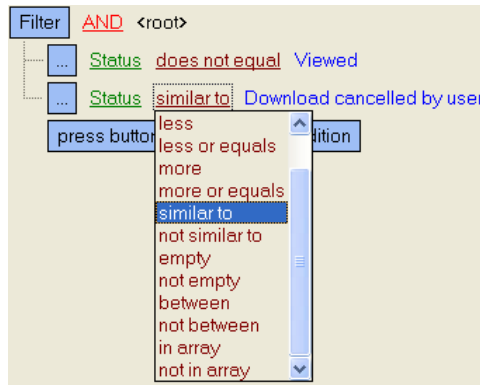 Filter AND <root>
... Status does not equal Viewed
... Status similar to Download cancelled by user
press button dition
less
less or equals
more
more or equals
similar to
not similar to
empty
not empty
between
not between
in array
not in array